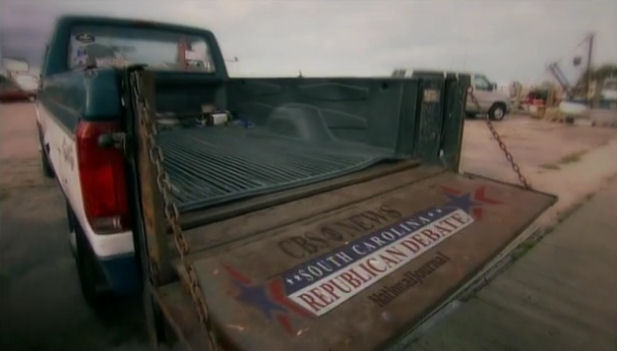 CBS NEWS
**SOUTH CAROLINA**
REPUBLICAN DEBATE
NationalJournal